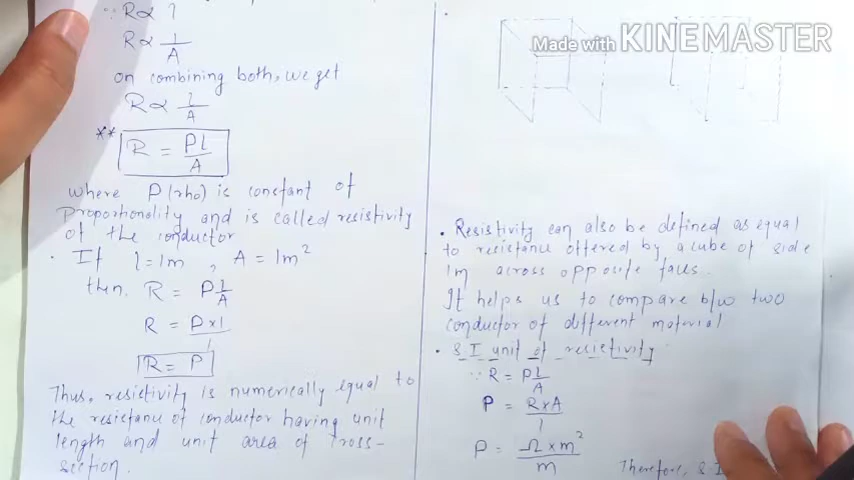 ∵ R ∝ l
R ∝ 1/A
on combining both, we get
R ∝ l/A
** R = ρl/A
where ρ(rho) is constant of
proportionality and is called resistivity
of the conductor
• If l = 1m, A = 1m²
then R = ρl/A
R = ρ×1/1
R = ρ
Thus, resistivity is numerically equal to
the resistance of conductor having unit
length and unit area of cross-
section.
Made with KINEMASTER
• Resistivity can also be defined as equal
to resistance offered by a cube of side
1m across opposite faces.
It helps us to compare b/w two
conductor of different material
• S.I unit of resistivity
∵ R = ρl/A
ρ = R×A/l
ρ = Ω×m²/m
Therefore, S.I